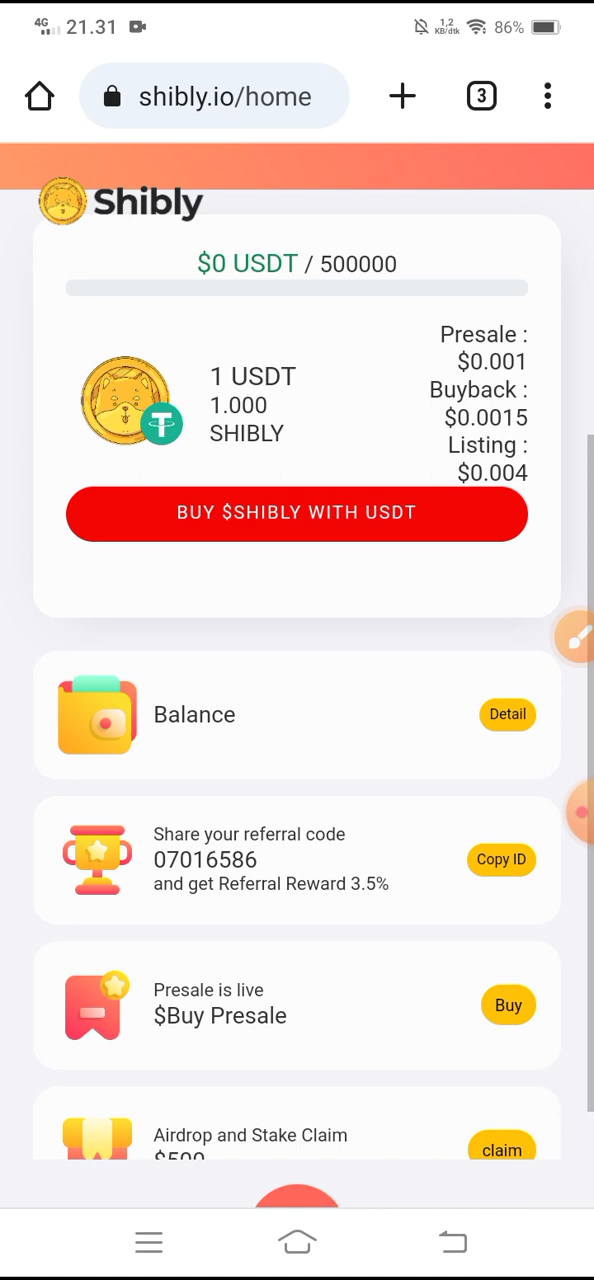 4G 21.31 1,2 KB/dtk 86%
shibly.io/home 3
Shibly
$0 USDT / 500000
Presale :
$0.001
Buyback :
$0.0015
Listing :
$0.004
1 USDT
1.000
SHIBLY
BUY $SHIBLY WITH USDT
Balance
Detail
Share your referral code
07016586
and get Referral Reward 3.5%
Copy ID
Presale is live
$Buy Presale
Buy
Airdrop and Stake Claim
$500
claim